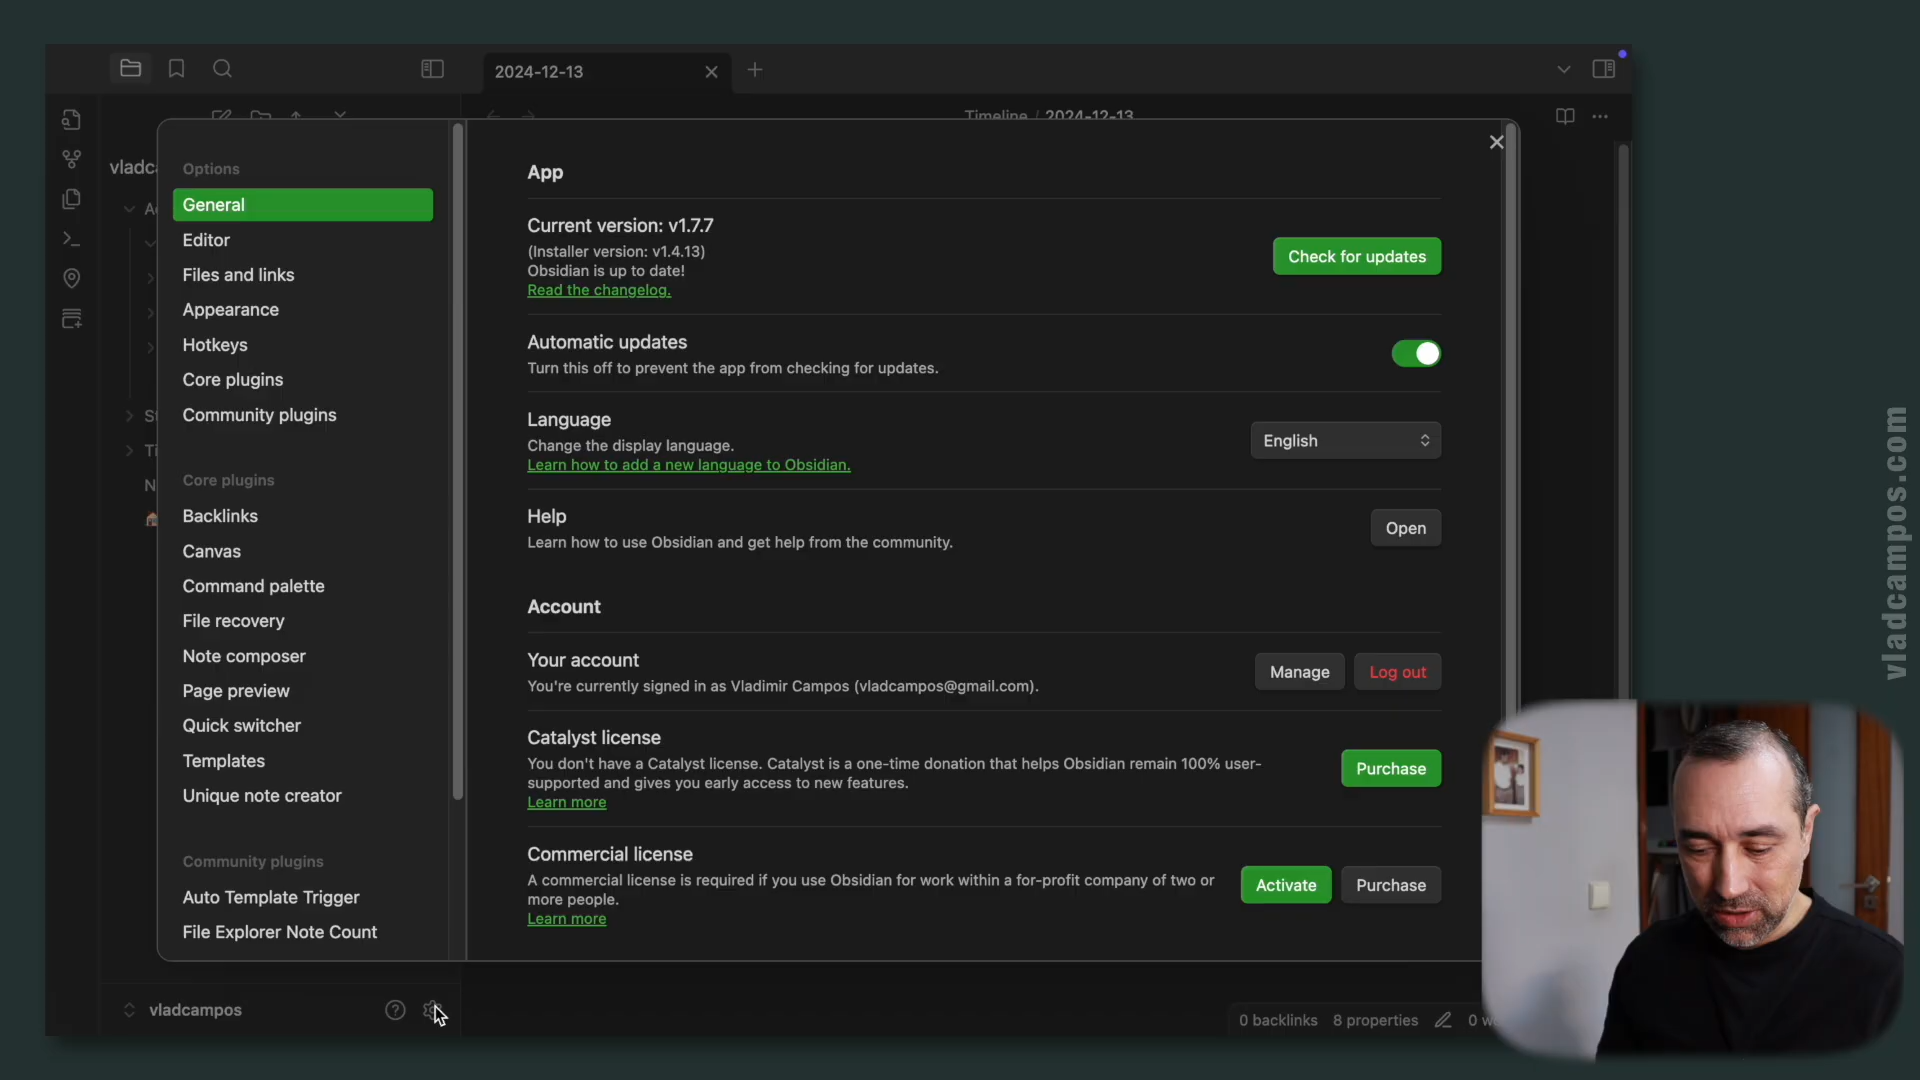 2024-12-13
Timeline / 2024-12-13
vladc
Options
General
Editor
Files and links
Appearance
Hotkeys
Core plugins
Community plugins
Core plugins
Backlinks
Canvas
Command palette
File recovery
Note composer
Page preview
Quick switcher
Templates
Unique note creator
Community plugins
Auto Template Trigger
File Explorer Note Count
App
Current version: v1.7.7
(Installer version: v1.4.13)
Obsidian is up to date!
Read the changelog.
Check for updates
Automatic updates
Turn this off to prevent the app from checking for updates.
Language
Change the display language.
Learn how to add a new language to Obsidian.
English
Help
Learn how to use Obsidian and get help from the community.
Open
Account
Your account
You're currently signed in as Vladimir Campos (vladcampos@gmail.com).
Manage
Log out
Catalyst license
You don't have a Catalyst license. Catalyst is a one-time donation that helps Obsidian remain 100% user-
supported and gives you early access to new features.
Learn more
Purchase
Commercial license
A commercial license is required if you use Obsidian for work within a for-profit company of two or
more people.
Learn more
Activate
Purchase
vladcampos
0 backlinks 8 properties 0 w
vladcampos.com